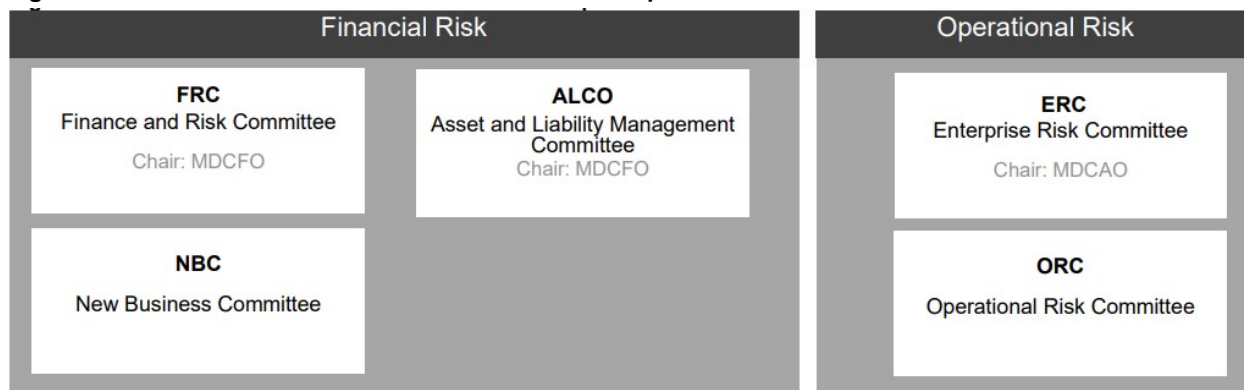 Financial Risk
FRC
Finance and Risk Committee
Chair: MDCFO
ALCO
Asset and Liability Management
Committee
Chair: MDCFO
NBC
New Business Committee
Operational Risk
ERC
Enterprise Risk Committee
Chair: MDCAO
ORC
Operational Risk Committee